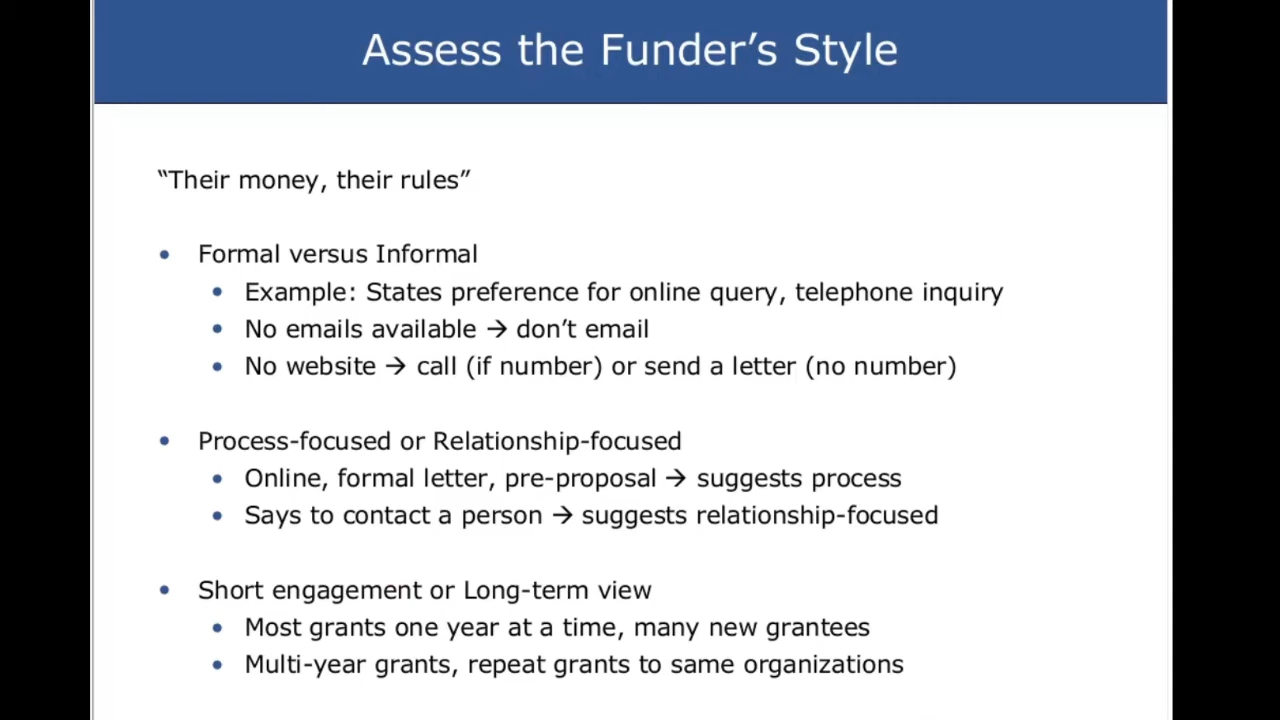 Assess the Funder’s Style
“Their money, their rules”
• Formal versus Informal
• Example: States preference for online query, telephone inquiry
• No emails available → don’t email
• No website → call (if number) or send a letter (no number)
• Process-focused or Relationship-focused
• Online, formal letter, pre-proposal → suggests process
• Says to contact a person → suggests relationship-focused
• Short engagement or Long-term view
• Most grants one year at a time, many new grantees
• Multi-year grants, repeat grants to same organizations